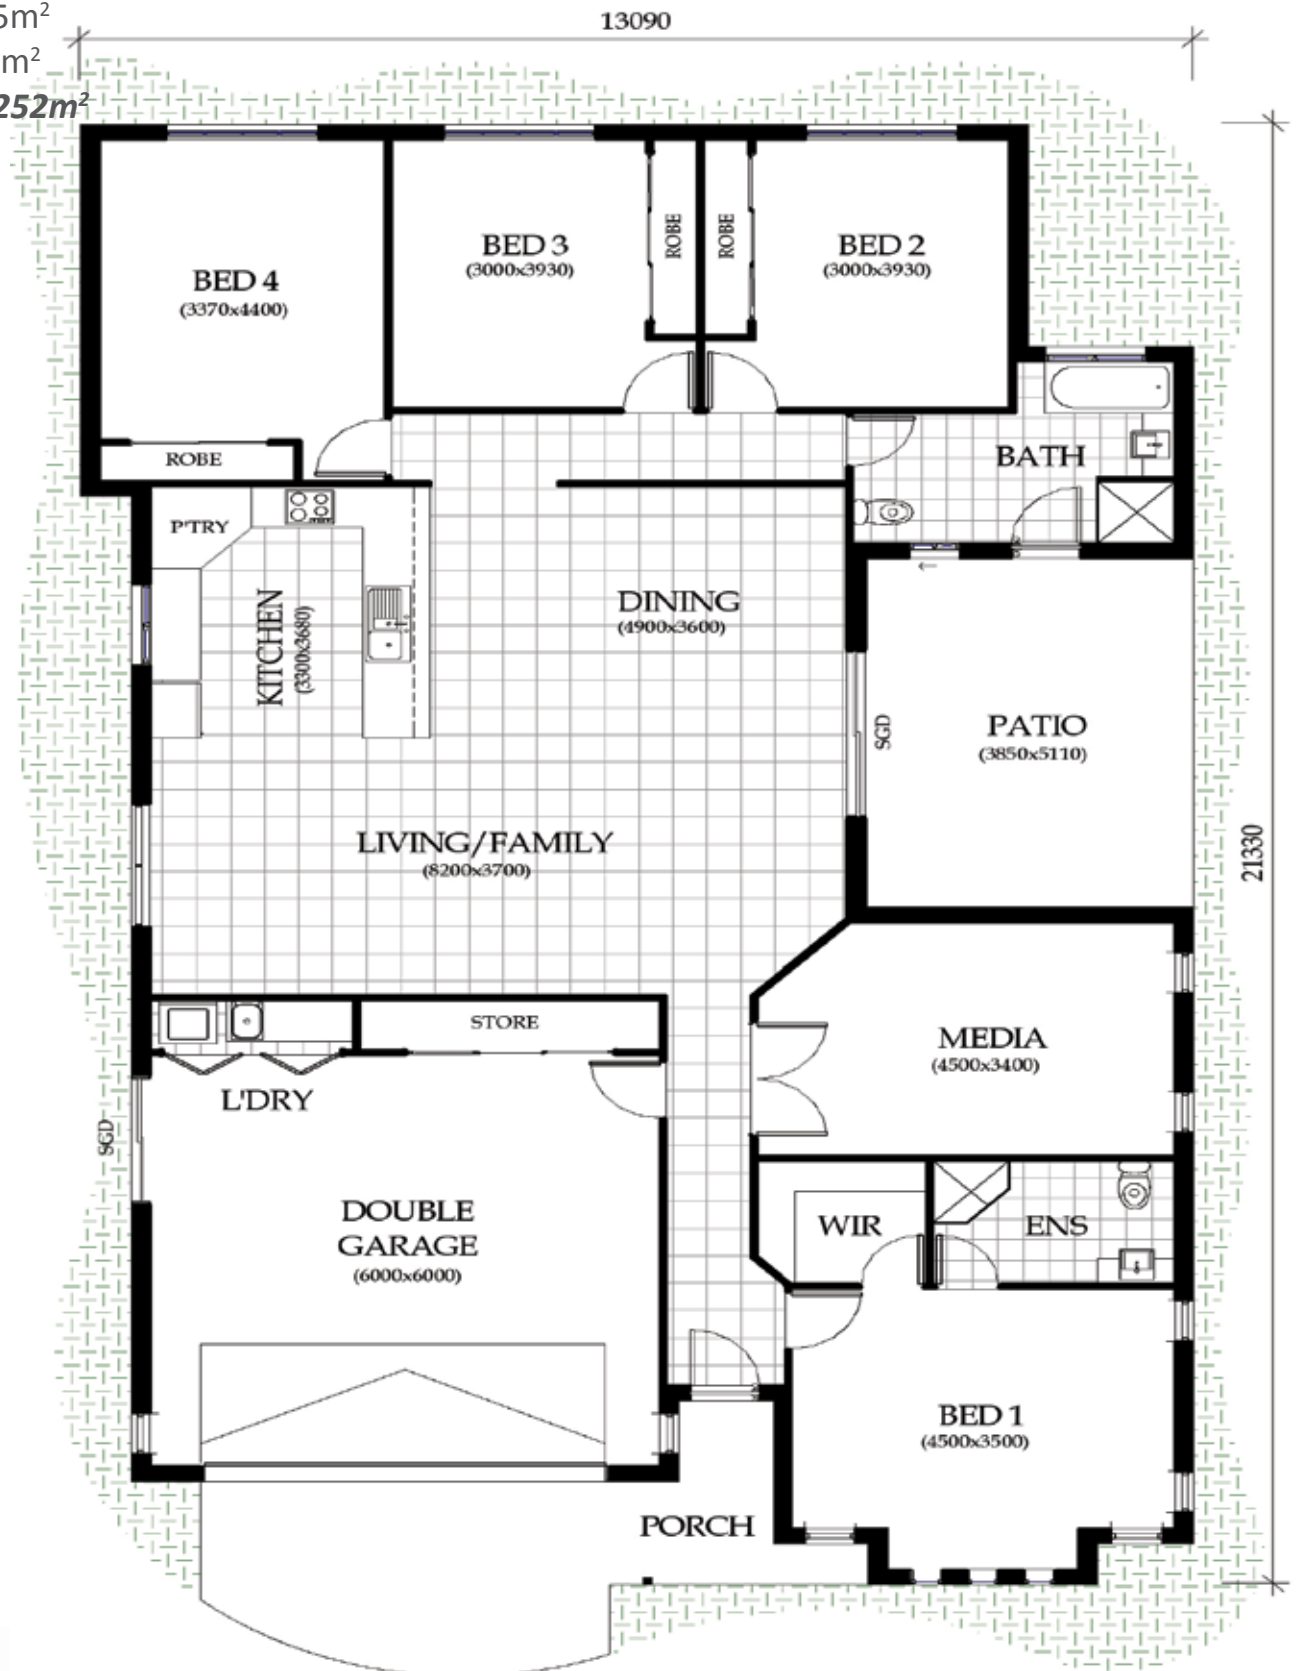 5m²
m²
252m²
13090
BED 4
(3370x4400)
BED 3
(3000x3930)
ROBE
ROBE
BED 2
(3000x3930)
ROBE
BATH
P'TRY
KITCHEN
(3300x3680)
DINING
(4900x3600)
SGD
PATIO
(3850x5110)
LIVING/FAMILY
(8200x3700)
21330
STORE
MEDIA
(4500x3400)
L'DRY
SGD
DOUBLE
GARAGE
(6000x6000)
WIR
ENS
BED 1
(4500x3500)
PORCH